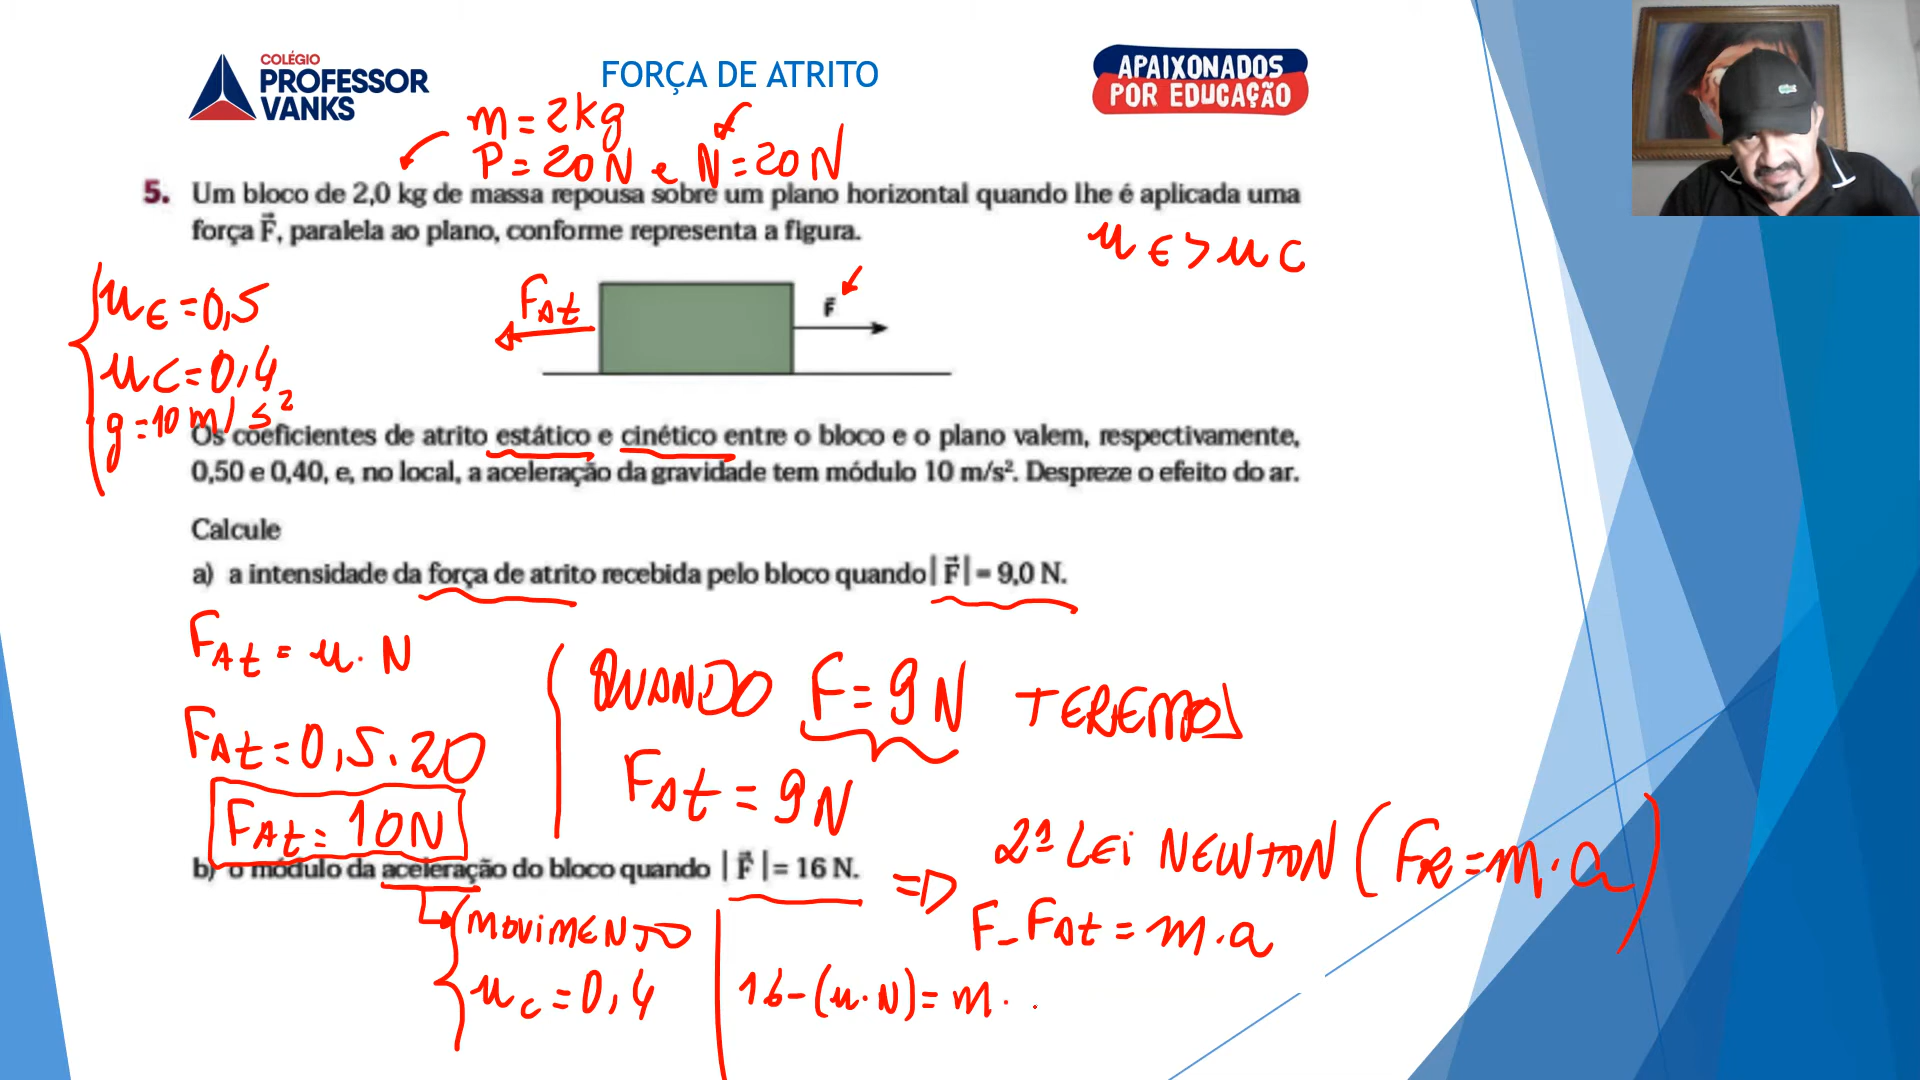 COLÉGIO
PROFESSOR
VANKS
FORÇA DE ATRITO
APAIXONADOS
POR EDUCAÇÃO
m = 2kg
P = 20N e N = 20N
5. Um bloco de 2,0 kg de massa repousa sobre um plano horizontal quando lhe é aplicada uma
força F⃗, paralela ao plano, conforme representa a figura.
μE > μC
μE = 0,5
μC = 0,4
g = 10 m/s²
FAt
F⃗
Os coeficientes de atrito estático e cinético entre o bloco e o plano valem, respectivamente,
0,50 e 0,40, e, no local, a aceleração da gravidade tem módulo 10 m/s². Despreze o efeito do ar.
Calcule
a) a intensidade da força de atrito recebida pelo bloco quando |F⃗| = 9,0 N.
FAt = μ · N
FAt = 0,5 . 20
FAt = 10N
QUANDO F = 9N TEREMOS
FAt = 9N
b) o módulo da aceleração do bloco quando |F⃗| = 16 N.
⇒ 2ª LEi NEWTON (FR = m · a)
MOViMENTO
μC = 0,4
F - FAt = m · a
16 - (μ · N) = m ·